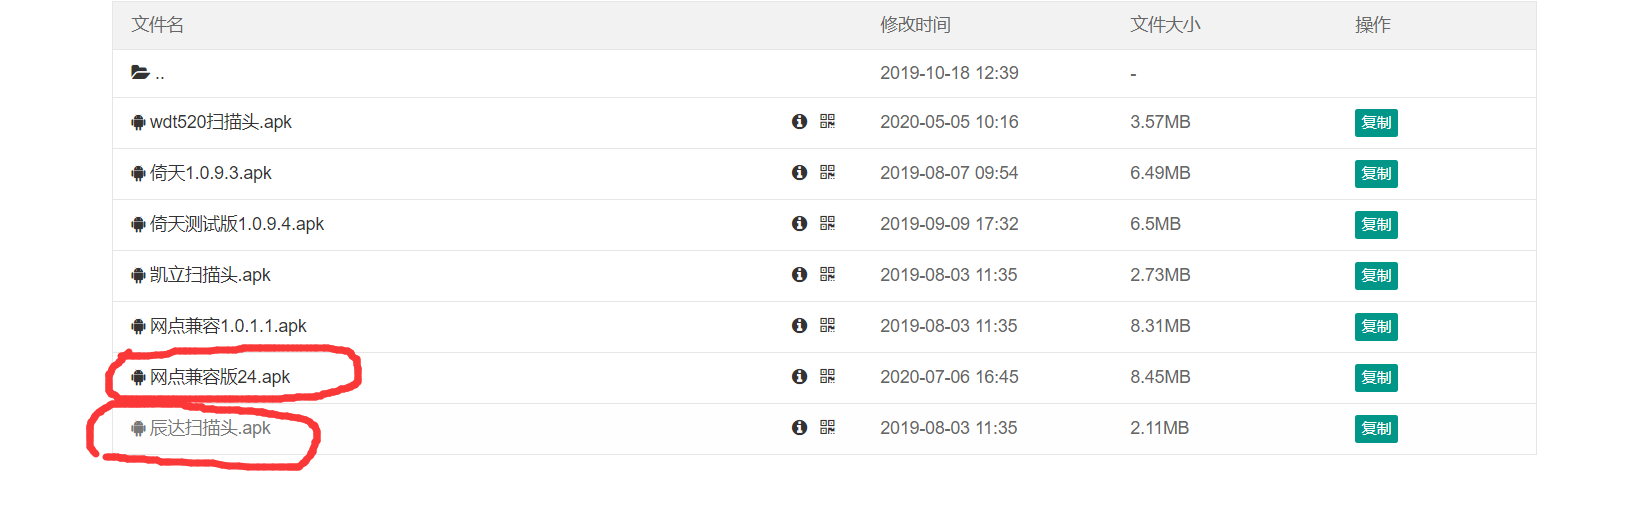 文件名 修改时间 文件大小 操作
.. 2019-10-18 12:39 -
wdt520扫描头.apk 2020-05-05 10:16 3.57MB 复制
倚天1.0.9.3.apk 2019-08-07 09:54 6.49MB 复制
倚天测试版1.0.9.4.apk 2019-09-09 17:32 6.5MB 复制
凯立扫描头.apk 2019-08-03 11:35 2.73MB 复制
网点兼容1.0.1.1.apk 2019-08-03 11:35 8.31MB 复制
网点兼容版24.apk 2020-07-06 16:45 8.45MB 复制
辰达扫描头.apk 2019-08-03 11:35 2.11MB 复制